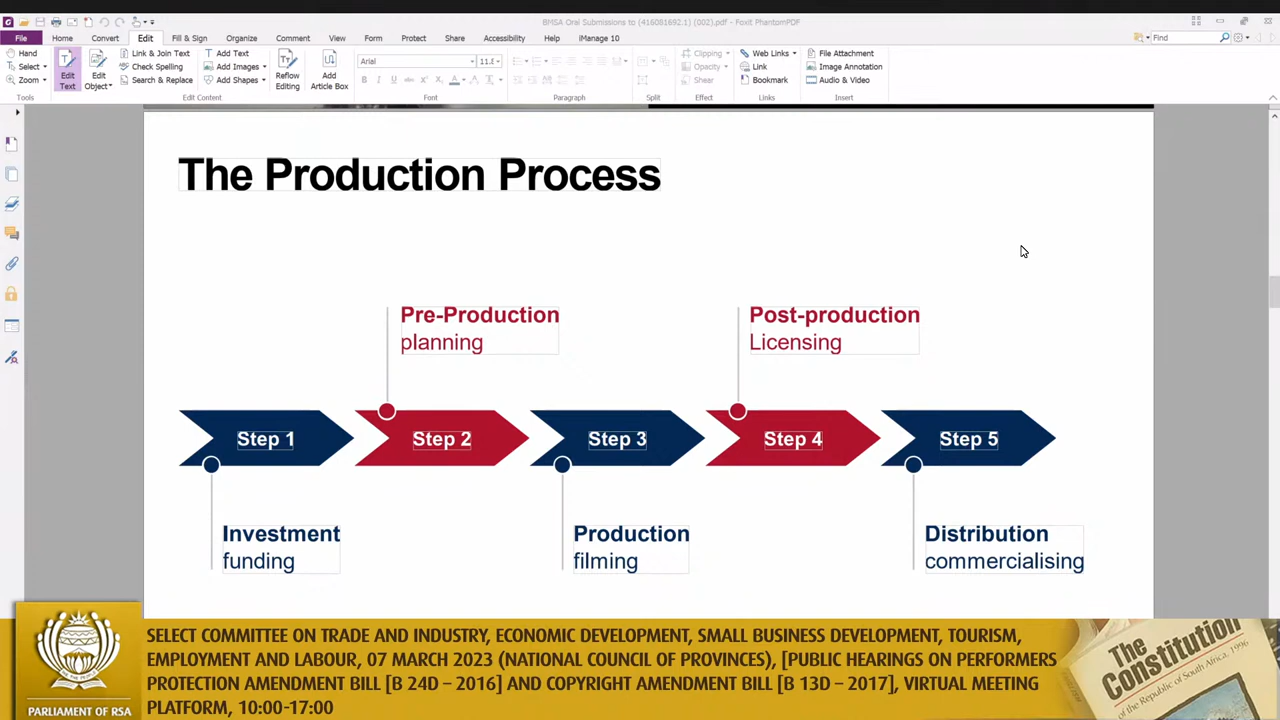 BMSA Oral Submissions to (416081692.1) (002).pdf - Foxit PhantomPDF
File Home Convert Edit Fill & Sign Organize Comment View Form Protect Share Accessibility Help iManage 10 Find
Hand
Select
Zoom
Tools
Edit
Text
Edit
Object
Link & Join Text
Check Spelling
Search & Replace
Add Text
Add Images
Add Shapes
Edit Content
Reflow
Editing
Add
Article Box
Arial
B I U
Font
Paragraph
Split
Clipping
Opacity
Shear
Effect
Web Links
Link
Bookmark
Links
File Attachment
Image Annotation
Audio & Video
Insert
The Production Process
Pre-Production
planning
Post-production
Licensing
Step 1 Step 2 Step 3 Step 4 Step 5
Investment
funding
Production
filming
Distribution
commercialising
PARLIAMENT OF RSA
SELECT COMMITTEE ON TRADE AND INDUSTRY, ECONOMIC DEVELOPMENT, SMALL BUSINESS DEVELOPMENT, TOURISM,
EMPLOYMENT AND LABOUR, 07 MARCH 2023 (NATIONAL COUNCIL OF PROVINCES), [PUBLIC HEARINGS ON PERFORMERS
PROTECTION AMENDMENT BILL [B 24D – 2016] AND COPYRIGHT AMENDMENT BILL [B 13D – 2017], VIRTUAL MEETING
PLATFORM, 10:00-17:00
The
Constitution
of the Republic of South Africa, 1996